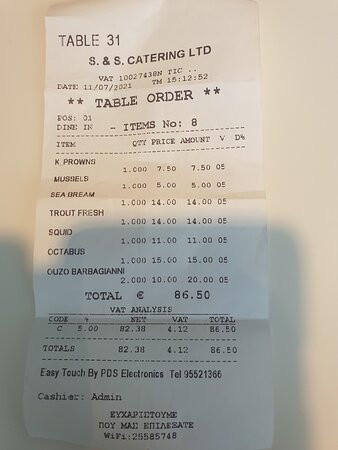 TABLE 31
S. & S. CATERING LTD
VAT 10027438N TIC ..
DATE 11/07/2021 TM 15:12:52
** TABLE ORDER **
POS: 01
DINE IN - ITEMS No: 8
ITEM QTY PRICE AMOUNT V D%
K.PROWNS
1.000 7.50 7.50 05
MUSSELS
1.000 5.00 5.00 05
SEA BREAM
1.000 14.00 14.00 05
TROUT FRESH
1.000 14.00 14.00 05
SQUID
1.000 11.00 11.00 05
OCTABUS
1.000 15.00 15.00 05
OUZO BARBAGIANNI
2.000 10.00 20.00 05
TOTAL € 86.50
VAT ANALYSIS
CODE % NET VAT TOTAL
C 5.00 82.38 4.12 86.50
TOTALS 82.38 4.12 86.50
Easy Touch By PDS Electronics Tel 95521366
Cashier: Admin
ΕΥΧΑΡΙΣΤΟΥΜΕ
ΠΟΥ ΜΑΣ ΕΠΙΛΕΞΑΤΕ
WiFi:25585748